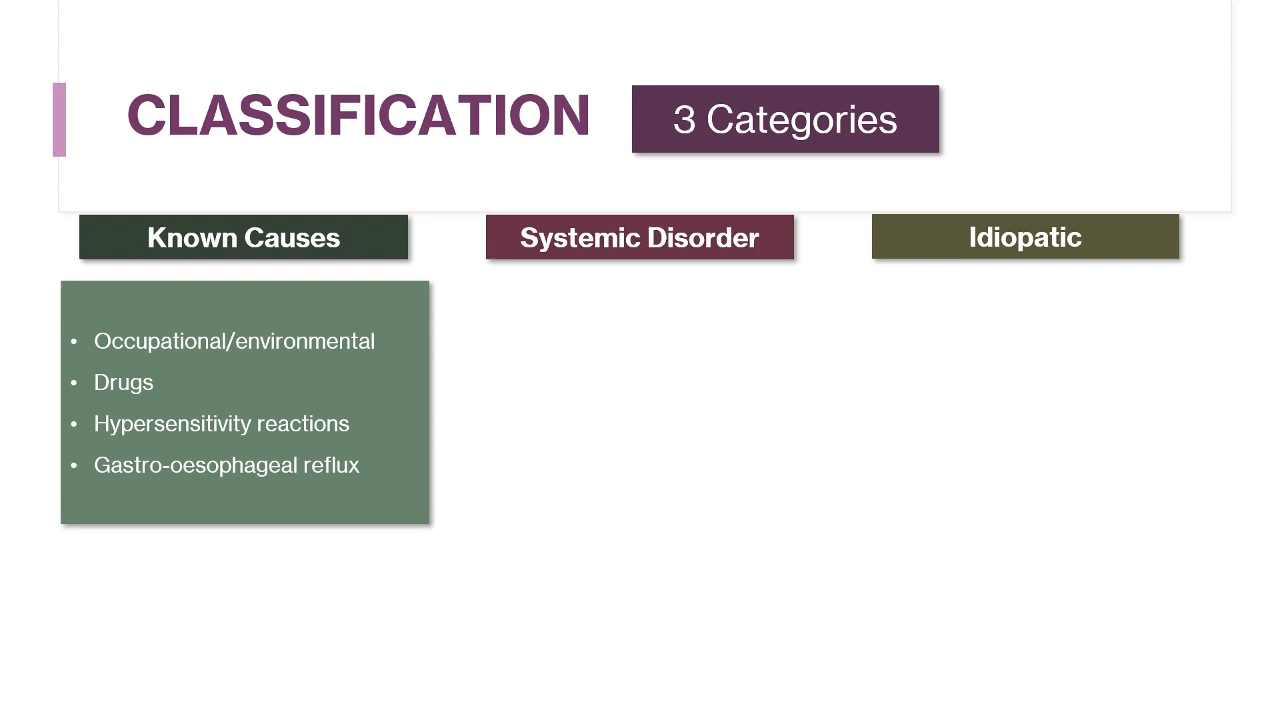 CLASSIFICATION
3 Categories
Known Causes
Systemic Disorder
Idiopatic
• Occupational/environmental
• Drugs
• Hypersensitivity reactions
• Gastro-oesophageal reflux